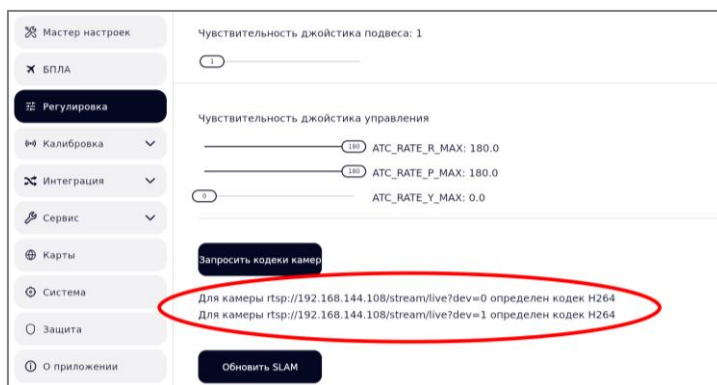 Мастер настроек
БПЛА
Регулировка
Калибровка
Интеграция
Сервис
Карты
Система
Защита
О приложении
Чувствительность джойстика подвеса: 1
1
Чувствительность джойстика управления
180 ATC_RATE_R_MAX: 180.0
180 ATC_RATE_P_MAX: 180.0
0 ATC_RATE_Y_MAX: 0.0
Запросить кодеки камер
Для камеры rtsp://192.168.144.108/stream/live?dev=0 определен кодек H264
Для камеры rtsp://192.168.144.108/stream/live?dev=1 определен кодек H264
Обновить SLAM